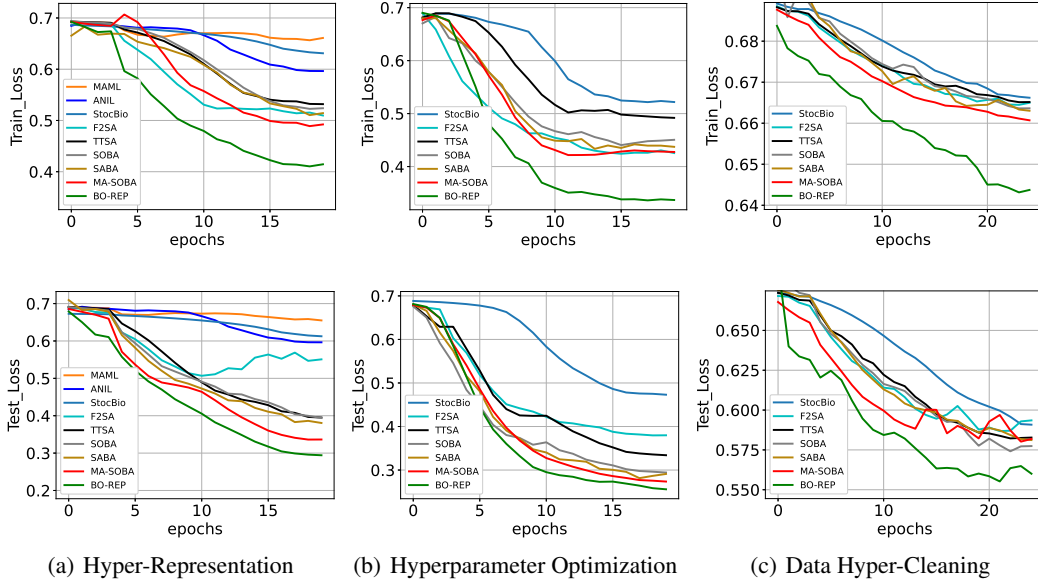 0.7
0.6
0.5
0.4
Train_Loss
MAML
ANIL
StocBio
F2SA
TTSA
SOBA
SABA
MA-SOBA
BO-REP
0 5 10 15
epochs
0.7
0.6
0.5
0.4
Train_Loss
StocBio
F2SA
TTSA
SOBA
SABA
MA-SOBA
BO-REP
0 5 10 15
epochs
0.68
0.67
0.66
0.65
0.64
Train_Loss
StocBio
F2SA
TTSA
SOBA
SABA
MA-SOBA
BO-REP
0 10 20
epochs
0.7
0.6
0.5
0.4
0.3
0.2
Test_Loss
MAML
ANIL
StocBio
F2SA
TTSA
SOBA
SABA
MA-SOBA
BO-REP
0 5 10 15
epochs
0.7
0.6
0.5
0.4
0.3
Test_Loss
StocBio
F2SA
TTSA
SOBA
SABA
MA-SOBA
BO-REP
0 5 10 15
epochs
0.650
0.625
0.600
0.575
0.550
Test_Loss
StocBio
F2SA
TTSA
SOBA
SABA
MA-SOBA
BO-REP
0 10 20
epochs
(a) Hyper-Representation (b) Hyperparameter Optimization (c) Data Hyper-Cleaning